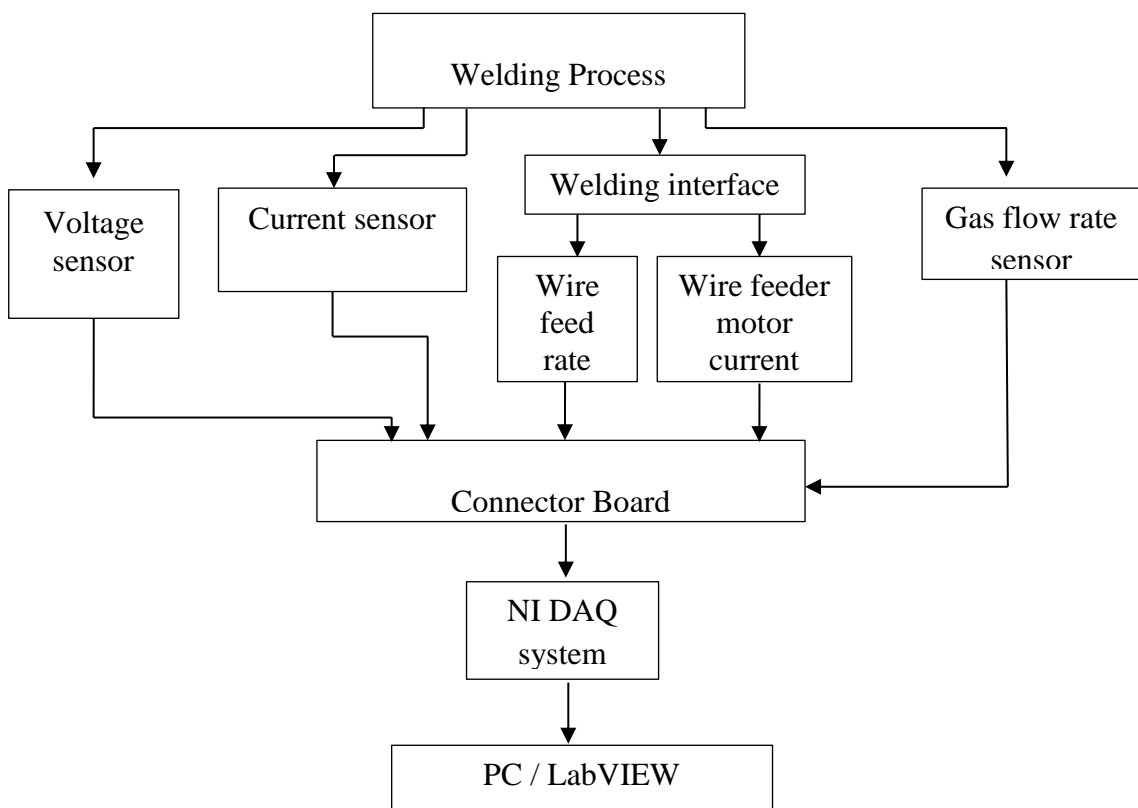 Welding Process
Welding interface
Voltage
sensor
Current sensor
Gas flow rate
sensor
Wire
feed
rate
Wire feeder
motor
current
Connector Board
NI DAQ
system
PC / LabVIEW